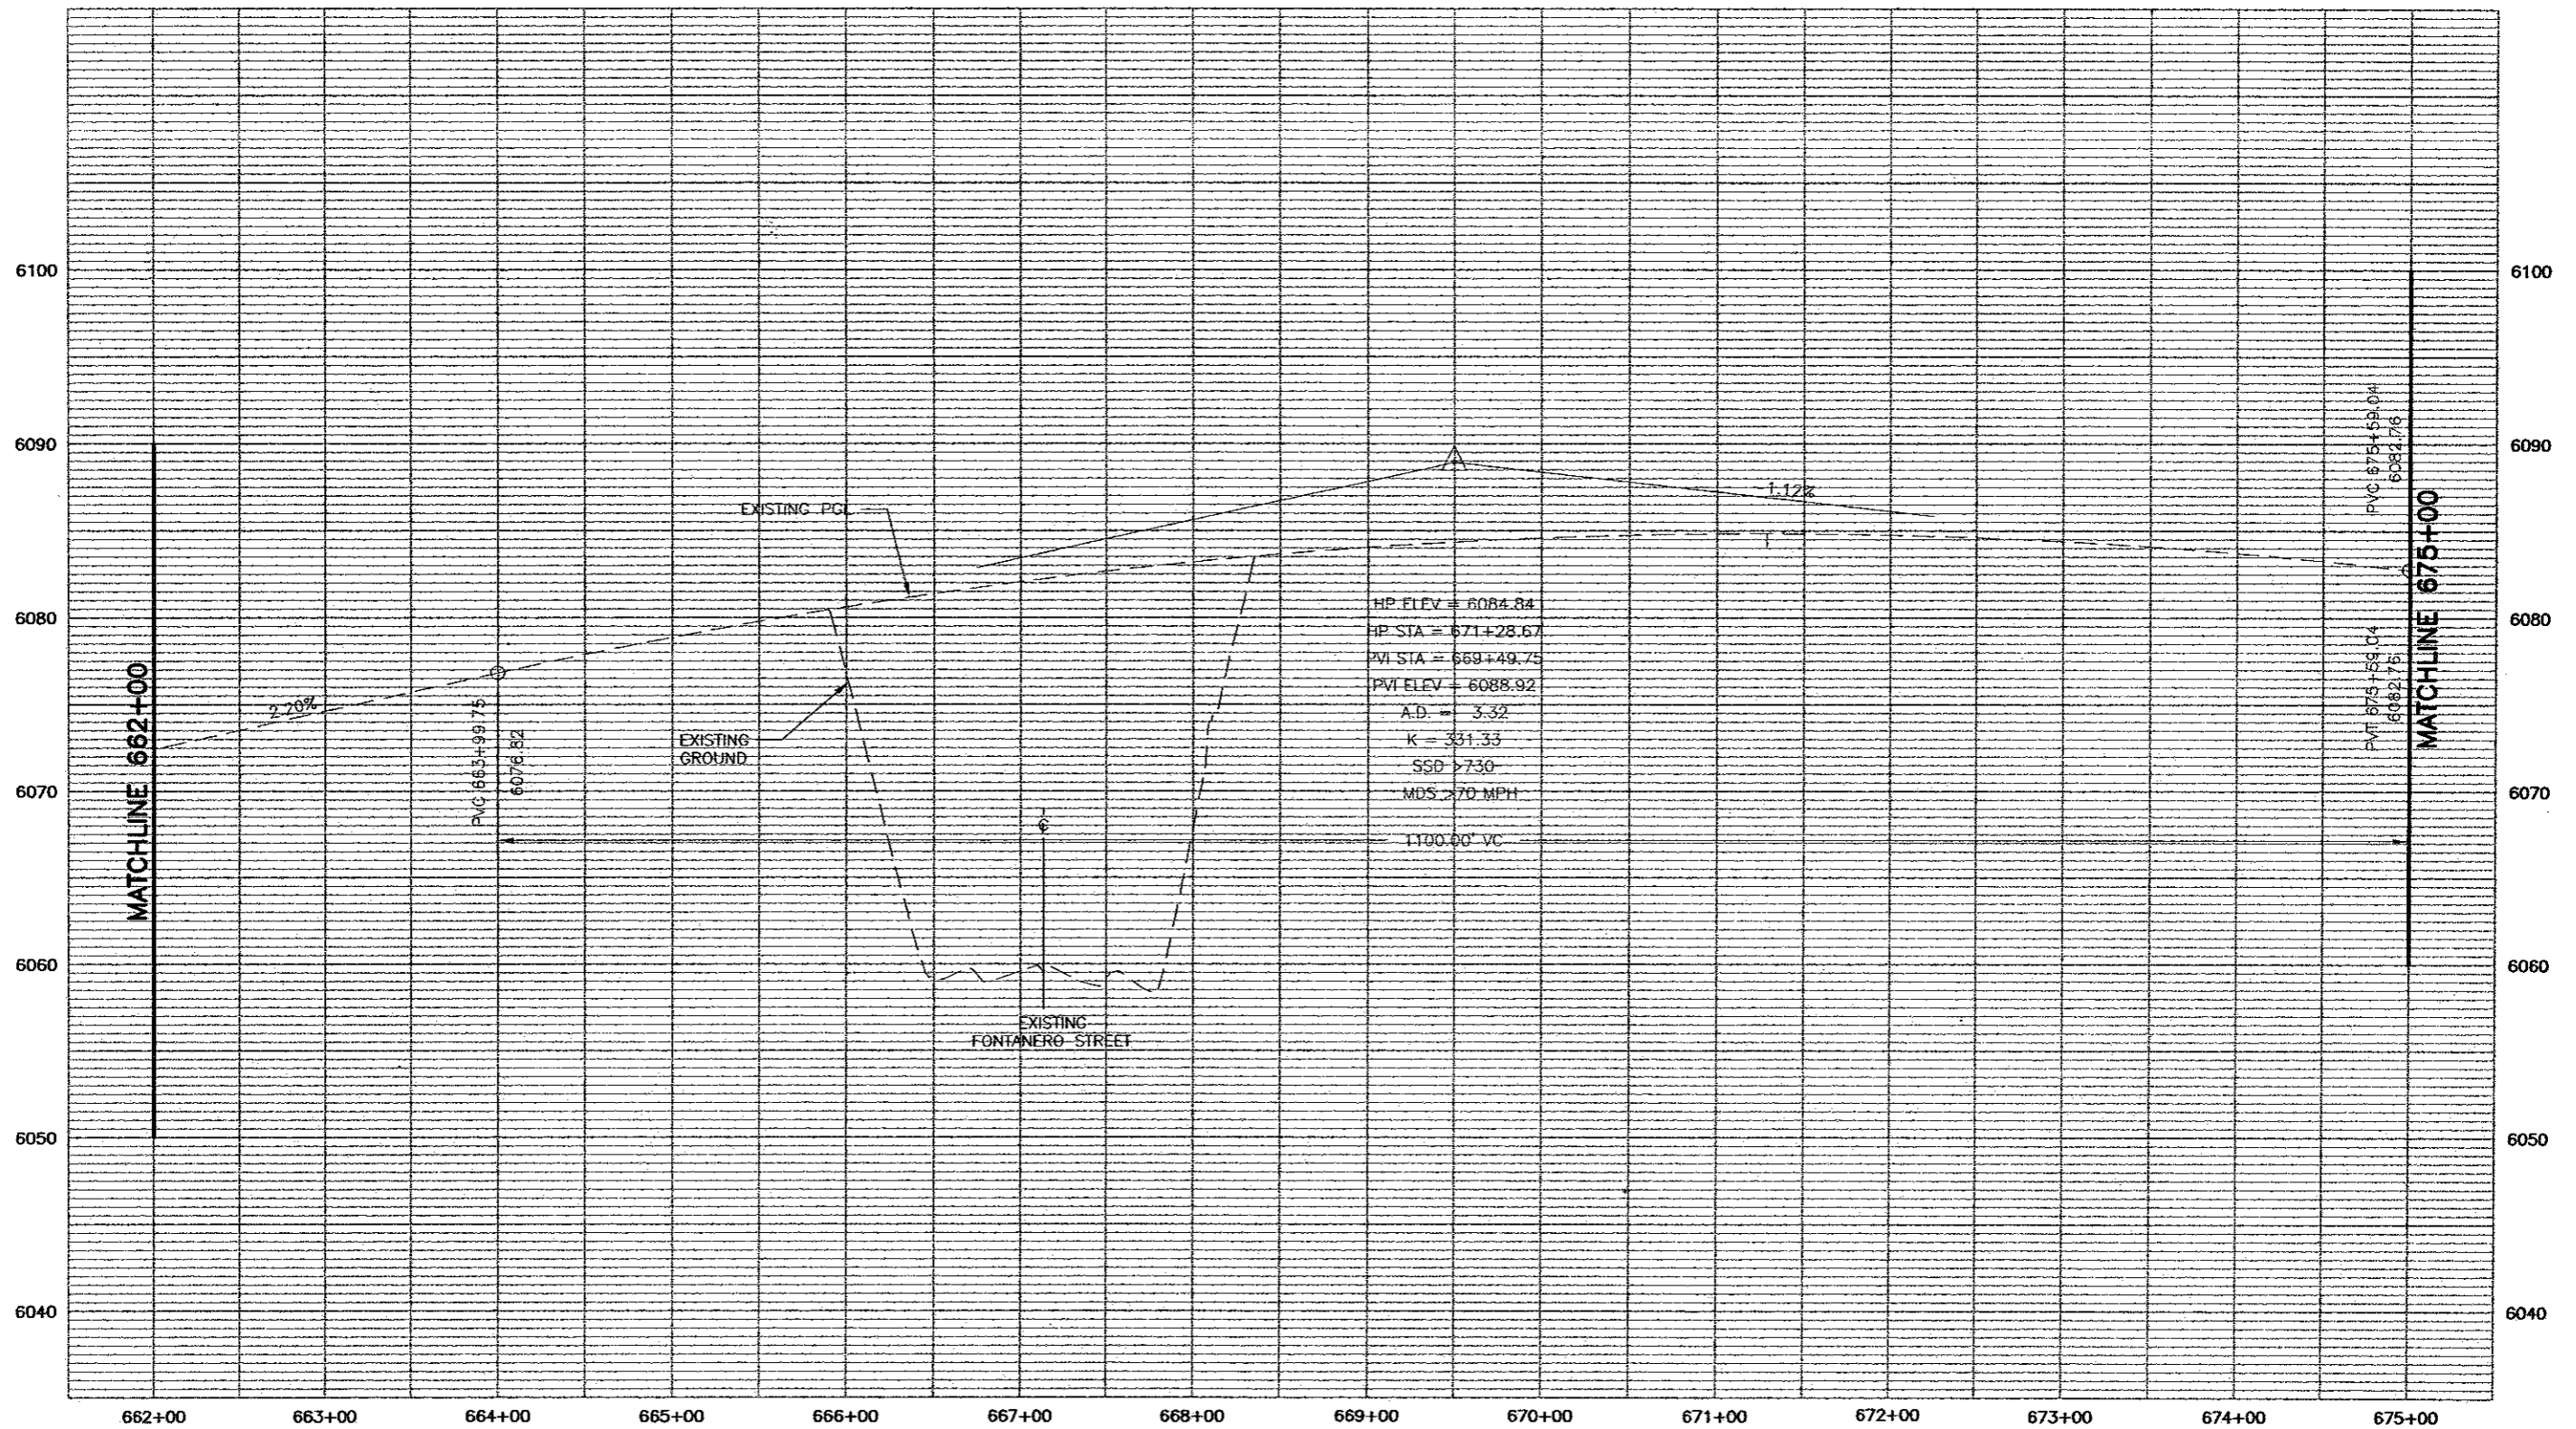 6100
6090
6080
6070
6060
6050
6040
MATCHLINE 662+00
2.20%
PVC 663+99.75
6076.82
EXISTING PGL
EXISTING
GROUND
℄
EXISTING
FONTANERO STREET
-1.12%
HP ELEV = 6084.84
HP STA = 671+28.67
PVI STA = 669+49.75
PVI ELEV = 6088.92
A.D. = 3.32
K = 331.33
SSD >730
MDS >70 MPH
1100.00' VC
PVC 675+59.04
6082.76
PVT 675+59.04
6082.76
MATCHLINE 675+00
6100
6090
6080
6070
6060
6050
6040
662+00 663+00 664+00 665+00 666+00 667+00 668+00 669+00 670+00 671+00 672+00 673+00 674+00 675+00